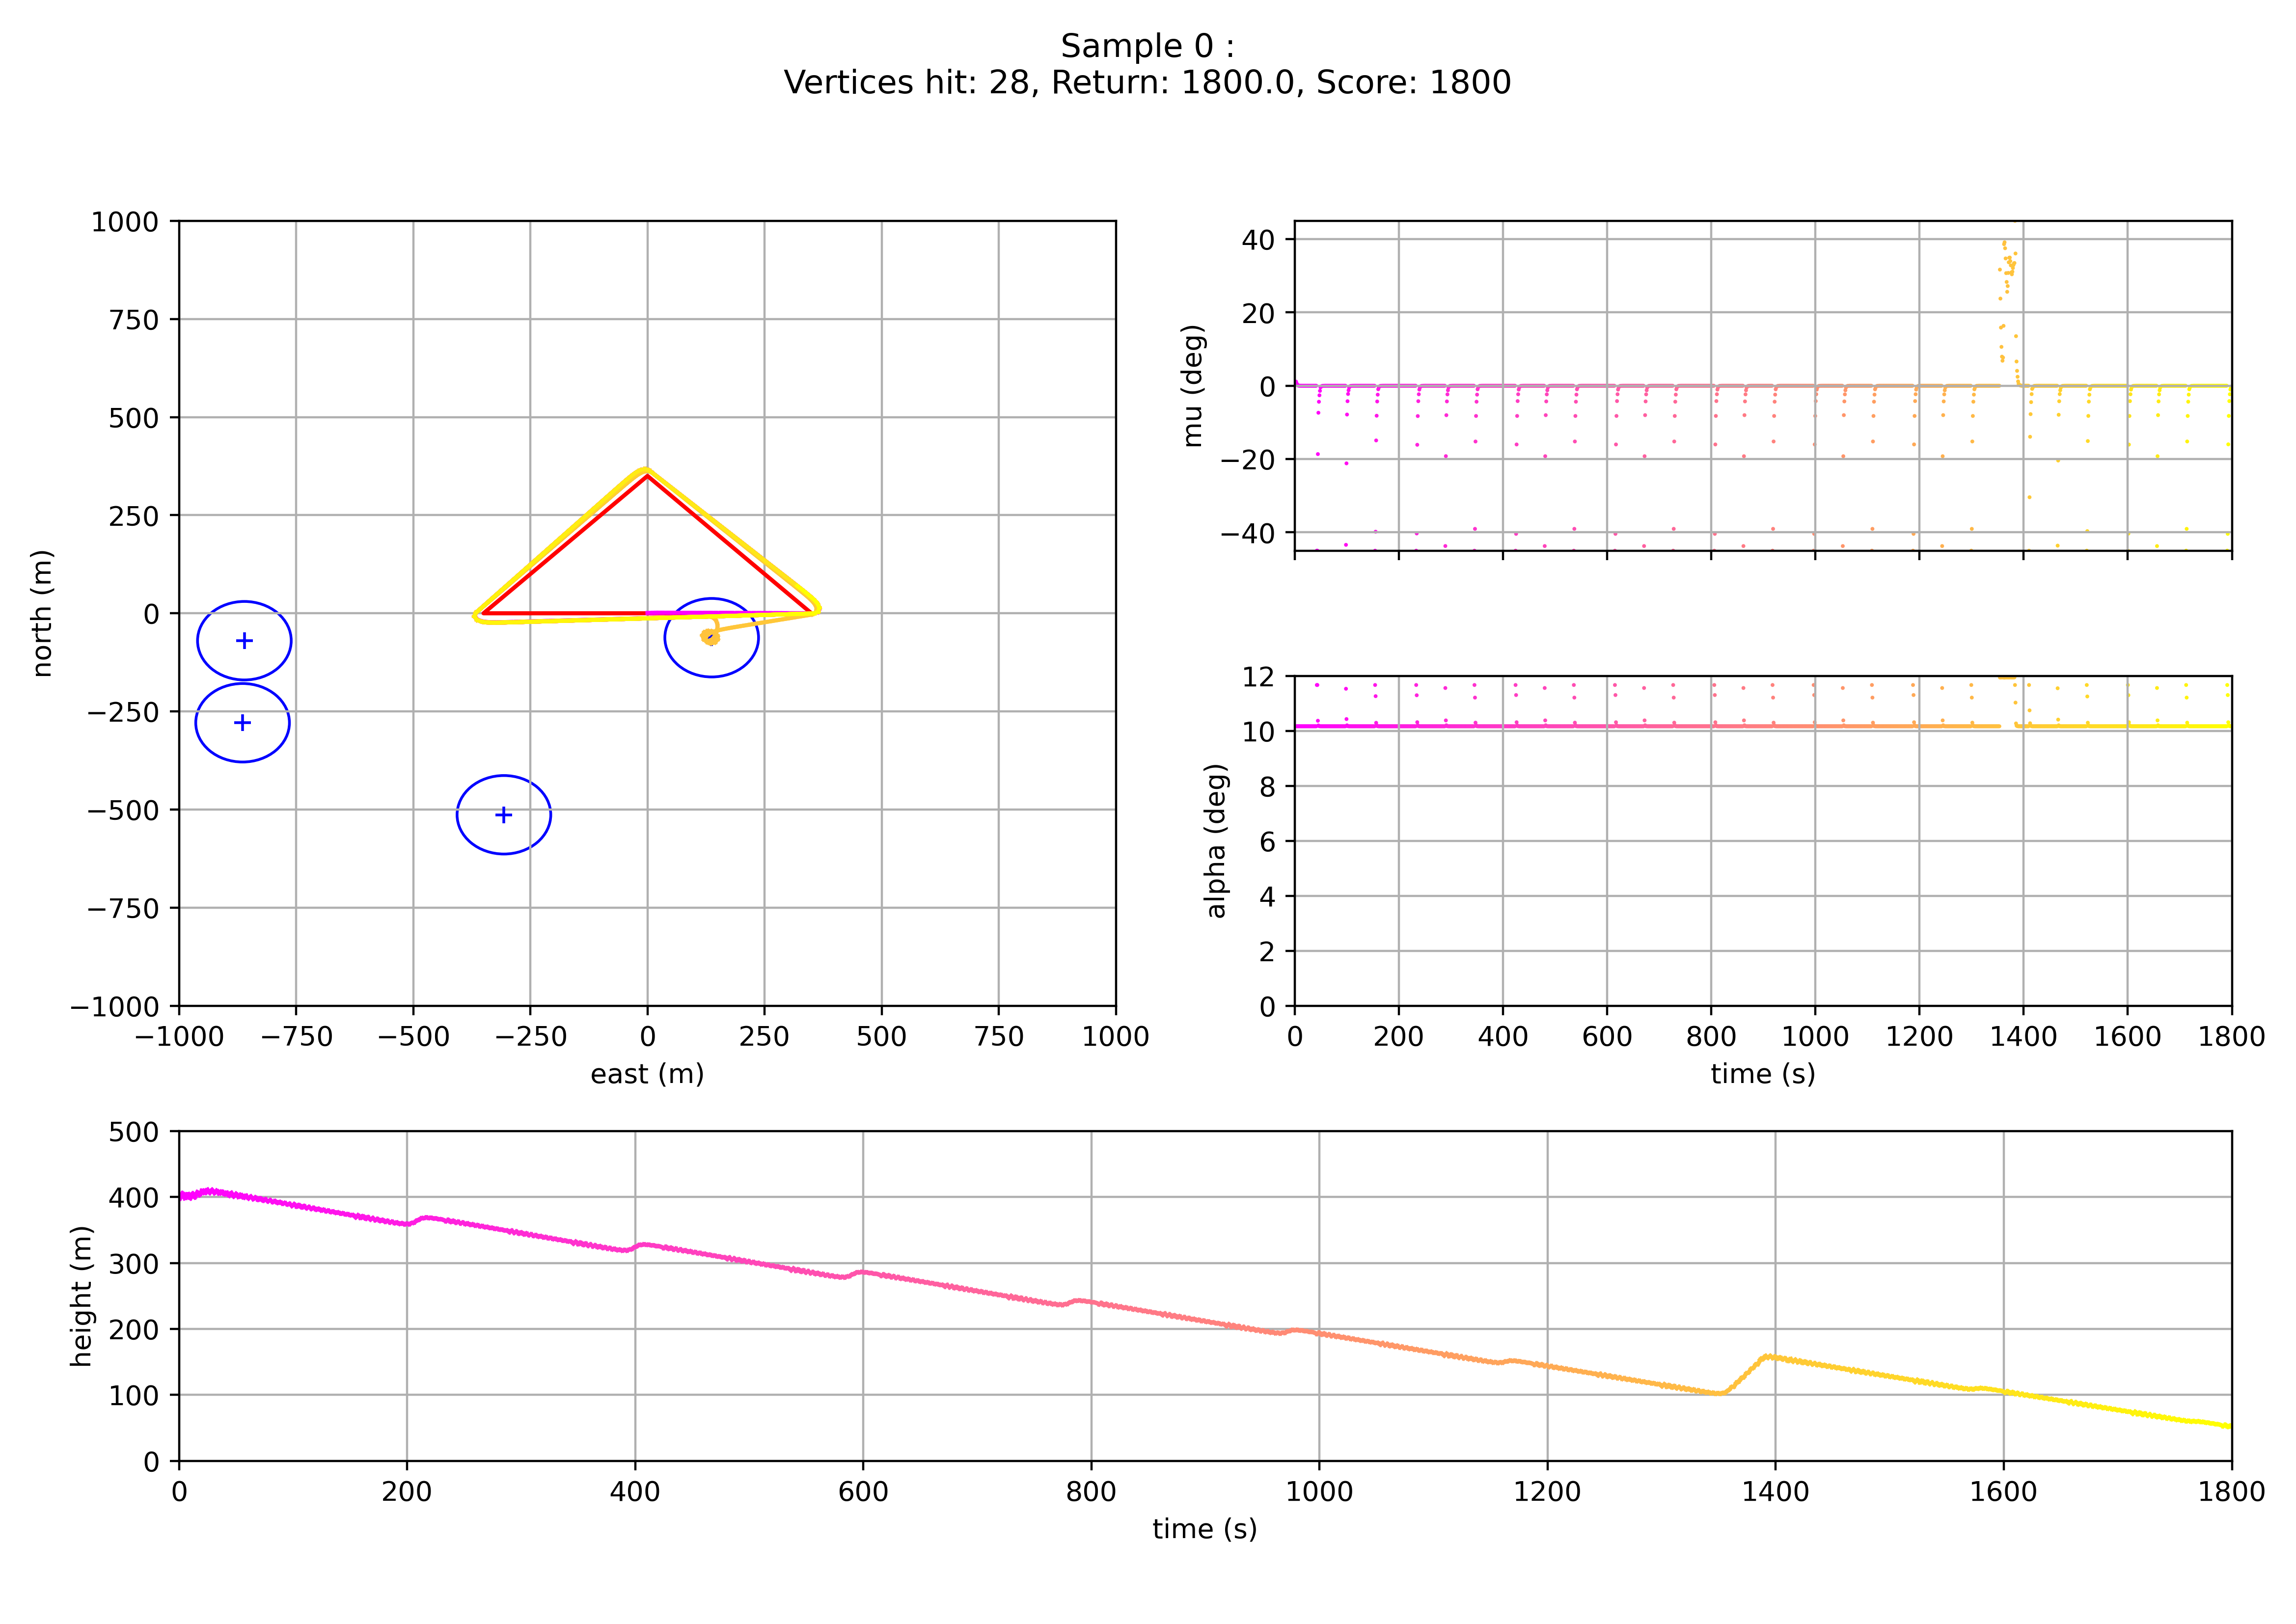 Sample 0 :
Vertices hit: 28, Return: 1800.0, Score: 1800
1000
750
500
250
0
−250
−500
−750
−1000
north (m)
−1000 −750 −500 −250 0 250 500 750 1000
east (m)
40
20
0
−20
−40
mu (deg)
12
10
8
6
4
2
0
alpha (deg)
0 200 400 600 800 1000 1200 1400 1600 1800
time (s)
500
400
300
200
100
0
height (m)
0 200 400 600 800 1000 1200 1400 1600 1800
time (s)